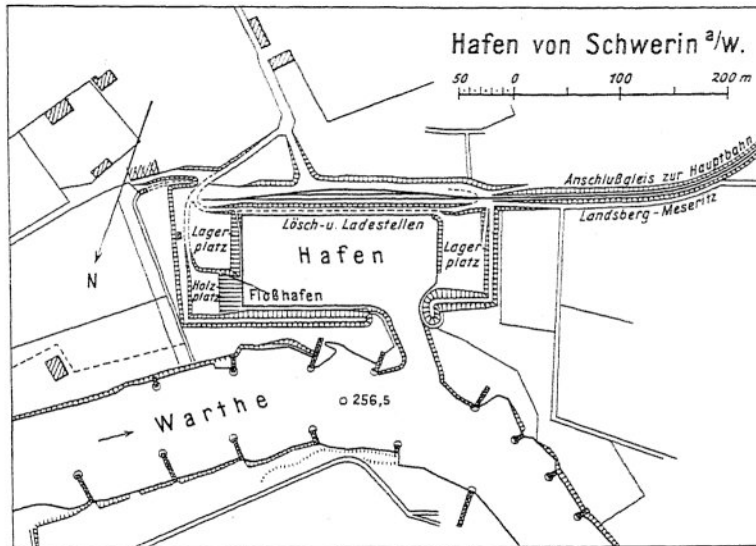 Hafen von Schwerin a/w.
50 0 100 200 m
Anschlußgleis zur Hauptbahn
Landsberg-Meseritz
Lösch-u. Ladestellen
Lager-
platz
Hafen
Lager
platz
N
Holz-
platz
Floßhafen
Warthe
256,5